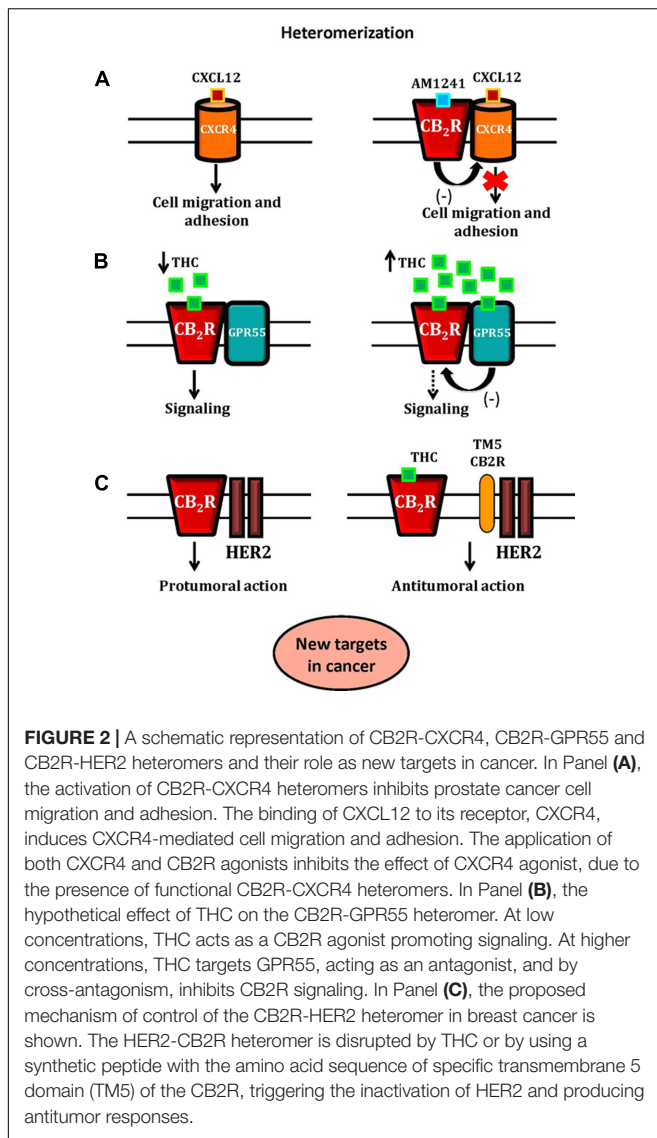 Heteromerization
A
CXCL12
CXCR4
Cell migration and
adhesion
AM1241
CXCL12
CB2R
CXCR4
(-)
Cell migration and
adhesion
B
↓ THC
CB2R
GPR55
Signaling
↑ THC
CB2R
GPR55
Signaling
(-)
C
CB2R
HER2
Protumoral action
THC
TM5
CB2R
CB2R
HER2
Antitumoral action
New targets
in cancer
FIGURE 2 | A schematic representation of CB2R-CXCR4, CB2R-GPR55 and
CB2R-HER2 heteromers and their role as new targets in cancer. In Panel (A),
the activation of CB2R-CXCR4 heteromers inhibits prostate cancer cell
migration and adhesion. The binding of CXCL12 to its receptor, CXCR4,
induces CXCR4-mediated cell migration and adhesion. The application of
both CXCR4 and CB2R agonists inhibits the effect of CXCR4 agonist, due to
the presence of functional CB2R-CXCR4 heteromers. In Panel (B), the
hypothetical effect of THC on the CB2R-GPR55 heteromer. At low
concentrations, THC acts as a CB2R agonist promoting signaling. At higher
concentrations, THC targets GPR55, acting as an antagonist, and by
cross-antagonism, inhibits CB2R signaling. In Panel (C), the proposed
mechanism of control of the CB2R-HER2 heteromer in breast cancer is
shown. The HER2-CB2R heteromer is disrupted by THC or by using a
synthetic peptide with the amino acid sequence of specific transmembrane 5
domain (TM5) of the CB2R, triggering the inactivation of HER2 and producing
antitumor responses.